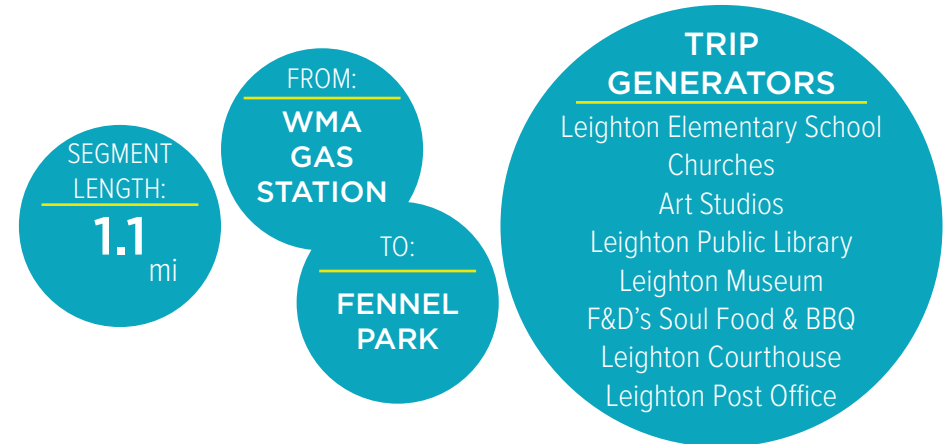 SEGMENT
LENGTH:
1.1
mi
FROM:
WMA
GAS
STATION
TO:
FENNEL
PARK
TRIP
GENERATORS
Leighton Elementary School
Churches
Art Studios
Leighton Public Library
Leighton Museum
F&D’s Soul Food & BBQ
Leighton Courthouse
Leighton Post Office